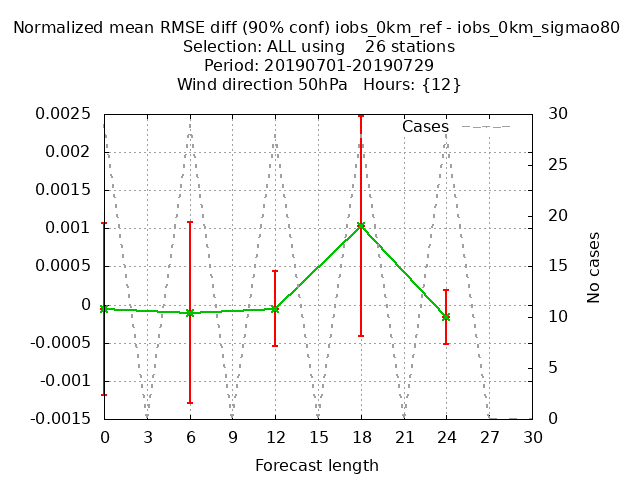 Normalized mean RMSE diff (90% conf) iobs_0km_ref - iobs_0km_sigmao80
Selection: ALL using 26 stations
Period: 20190701-20190729
Wind direction 50hPa Hours: {12}
Cases
0.0025
0.002
0.0015
0.001
0.0005
0
-0.0005
-0.001
-0.0015
30
25
20
15
10
5
0
No cases
0 3 6 9 12 15 18 21 24 27 30
Forecast length